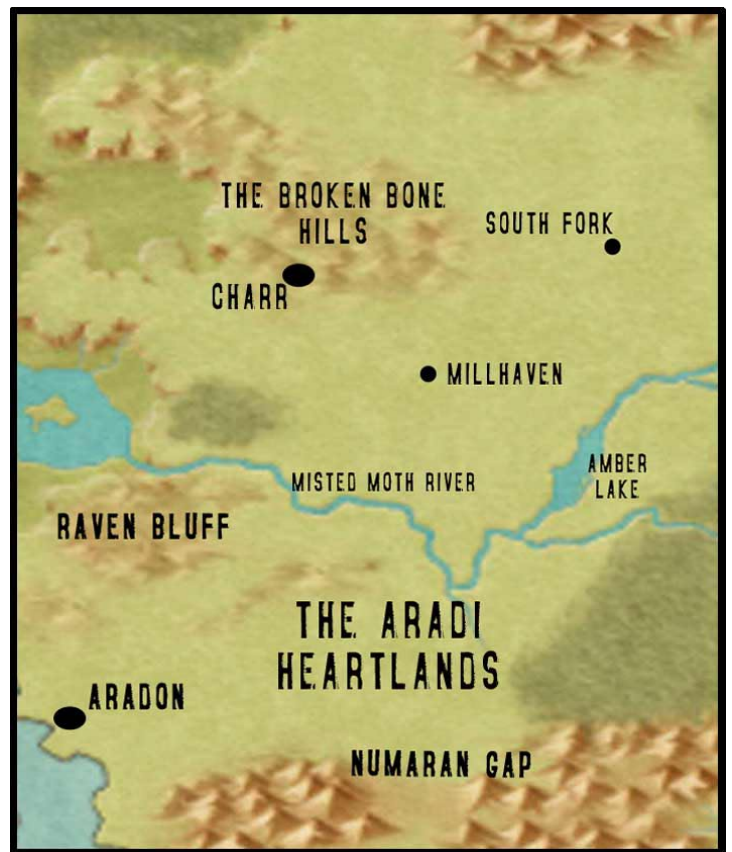 THE BROKEN BONE
HILLS
SOUTH FORK
CHARR
MILLHAVEN
AMBER
LAKE
MISTED MOTH RIVER
RAVEN BLUFF
THE ARADI
HEARTLANDS
ARADON
NUMARAN GAP